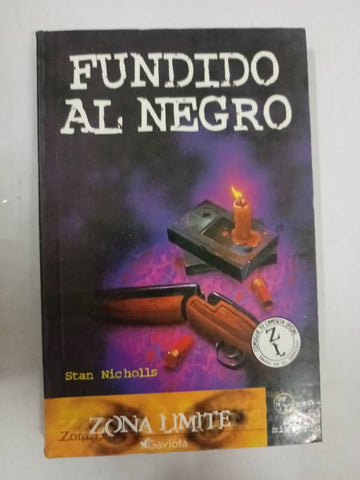 FUNDIDO
AL NEGRO
Z
L
Stan Nicholls
ZONA LIMITE
Gaviota